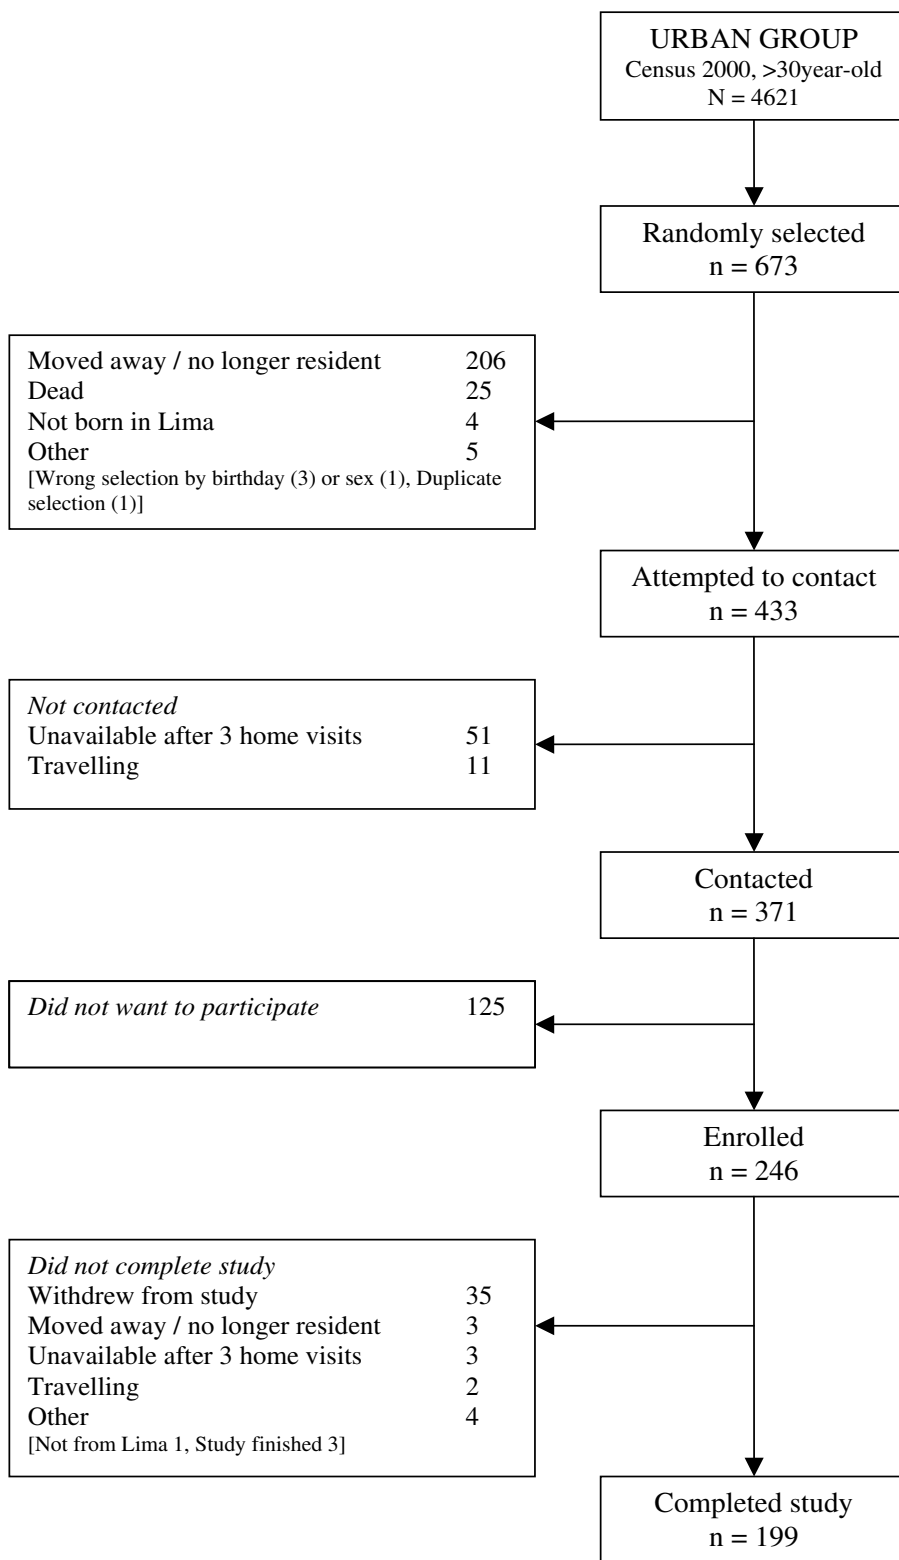 URBAN GROUP
Census 2000, >30year-old
N = 4621
Randomly selected
n = 673
Moved away / no longer resident 206
Dead 25
Not born in Lima 4
Other 5
[Wrong selection by birthday (3) or sex (1), Duplicate
selection (1)]
Attempted to contact
n = 433
Not contacted
Unavailable after 3 home visits 51
Travelling 11
Contacted
n = 371
Did not want to participate 125
Enrolled
n = 246
Did not complete study
Withdrew from study 35
Moved away / no longer resident 3
Unavailable after 3 home visits 3
Travelling 2
Other 4
[Not from Lima 1, Study finished 3]
Completed study
n = 199